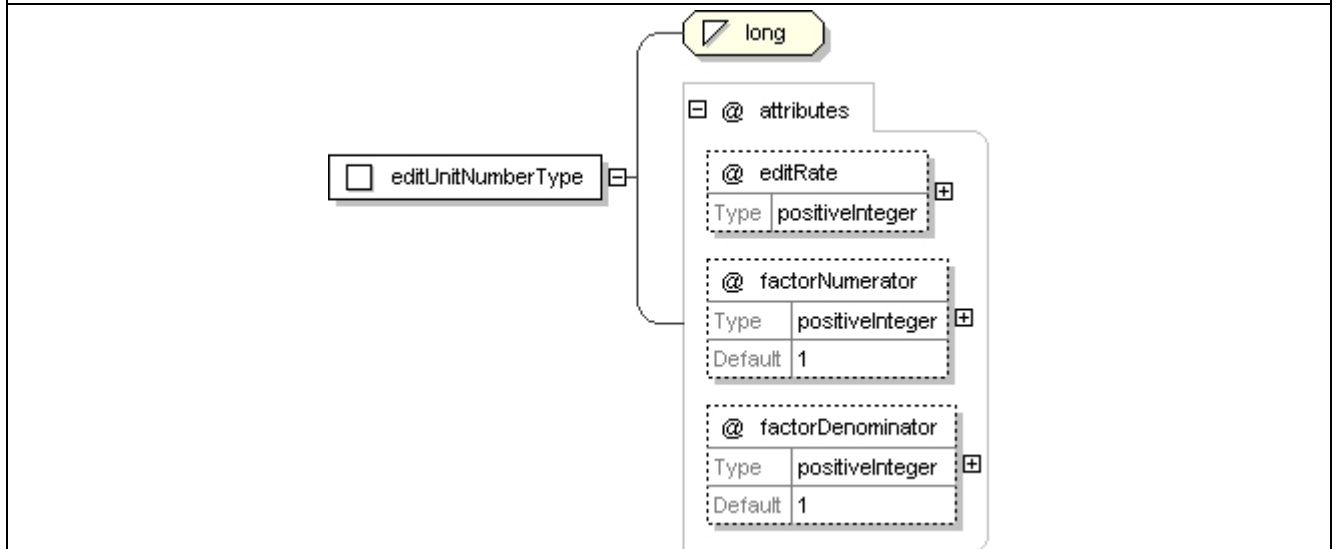 long
@ attributes
editUnitNumberType
@ editRate
Type positiveInteger
@ factorNumerator
Type positiveInteger
Default 1
@ factorDenominator
Type positiveInteger
Default 1